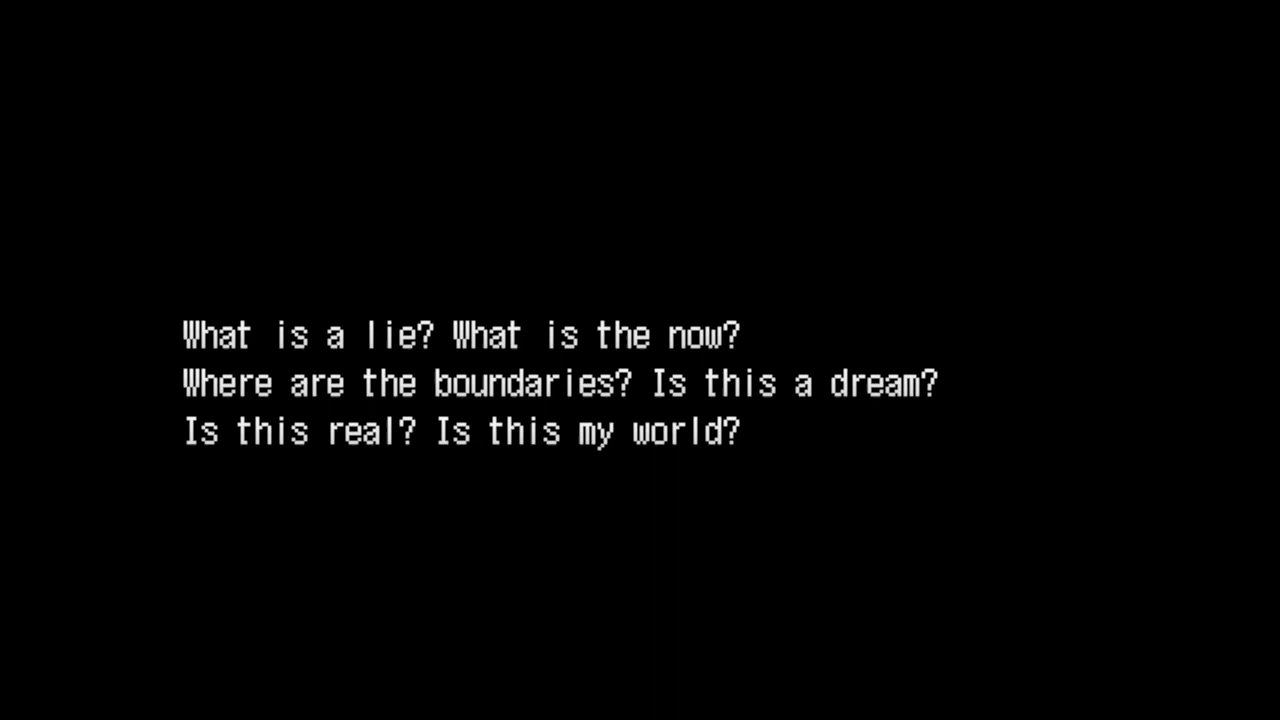 What is a lie? What is the now?
Where are the boundaries? Is this a dream?
Is this real? Is this my world?